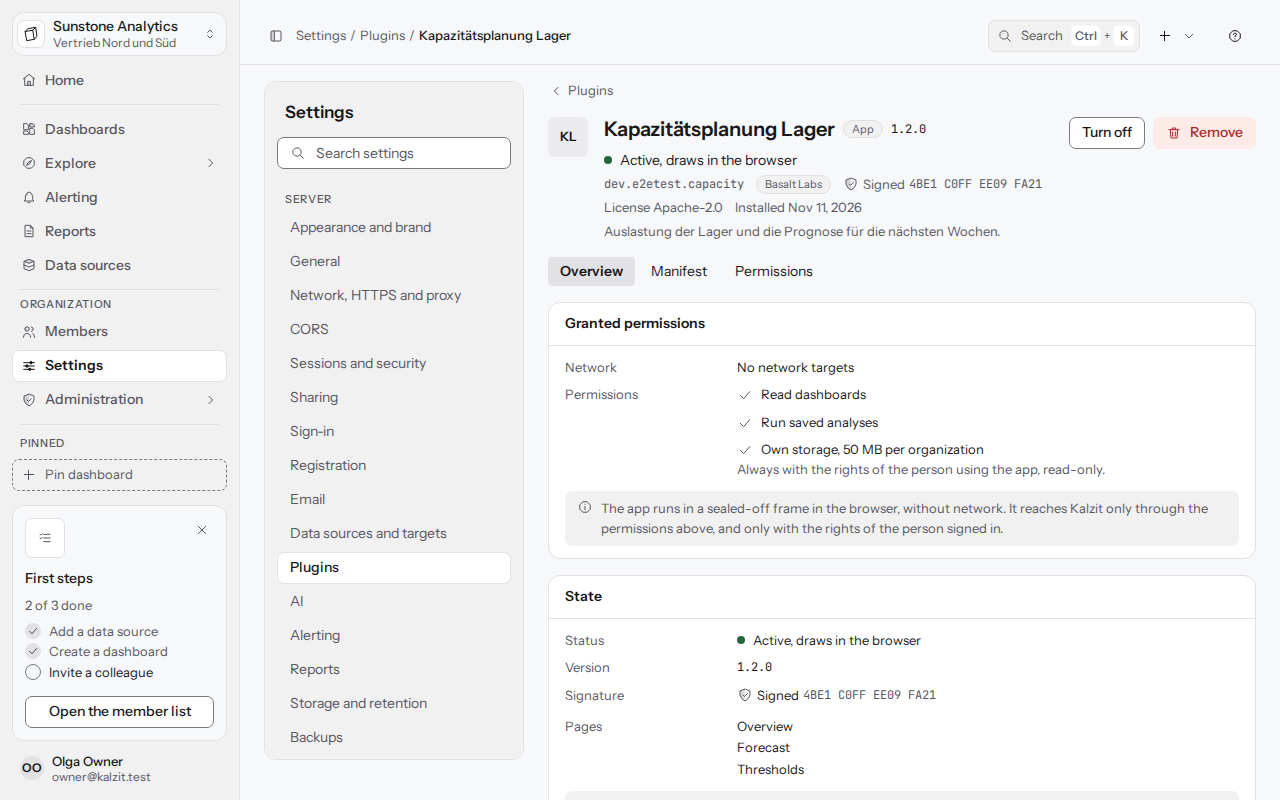 Sunstone Analytics
Vertrieb Nord und Süd
Home
Dashboards
Explore
Alerting
Reports
Data sources
ORGANIZATION
Members
Settings
Administration
PINNED
Pin dashboard
First steps
2 of 3 done
Add a data source
Create a dashboard
Invite a colleague
Open the member list
OO
Olga Owner
owner@kalzit.test
Settings / Plugins / Kapazitätsplanung Lager
Search Ctrl + K
Settings
Search settings
SERVER
Appearance and brand
General
Network, HTTPS and proxy
CORS
Sessions and security
Sharing
Sign-in
Registration
Email
Data sources and targets
Plugins
AI
Alerting
Reports
Storage and retention
Backups
Plugins
KL
Kapazitätsplanung Lager App 1.2.0
Turn off
Remove
Active, draws in the browser
dev.e2etest.capacity Basalt Labs Signed 4BE1 C0FF EE09 FA21
License Apache-2.0 Installed Nov 11, 2026
Auslastung der Lager und die Prognose für die nächsten Wochen.
Overview Manifest Permissions
Granted permissions
Network No network targets
Permissions Read dashboards
Run saved analyses
Own storage, 50 MB per organization
Always with the rights of the person using the app, read-only.
The app runs in a sealed-off frame in the browser, without network. It reaches Kalzit only through the
permissions above, and only with the rights of the person signed in.
State
Status Active, draws in the browser
Version 1.2.0
Signature Signed 4BE1 C0FF EE09 FA21
Pages Overview
Forecast
Thresholds